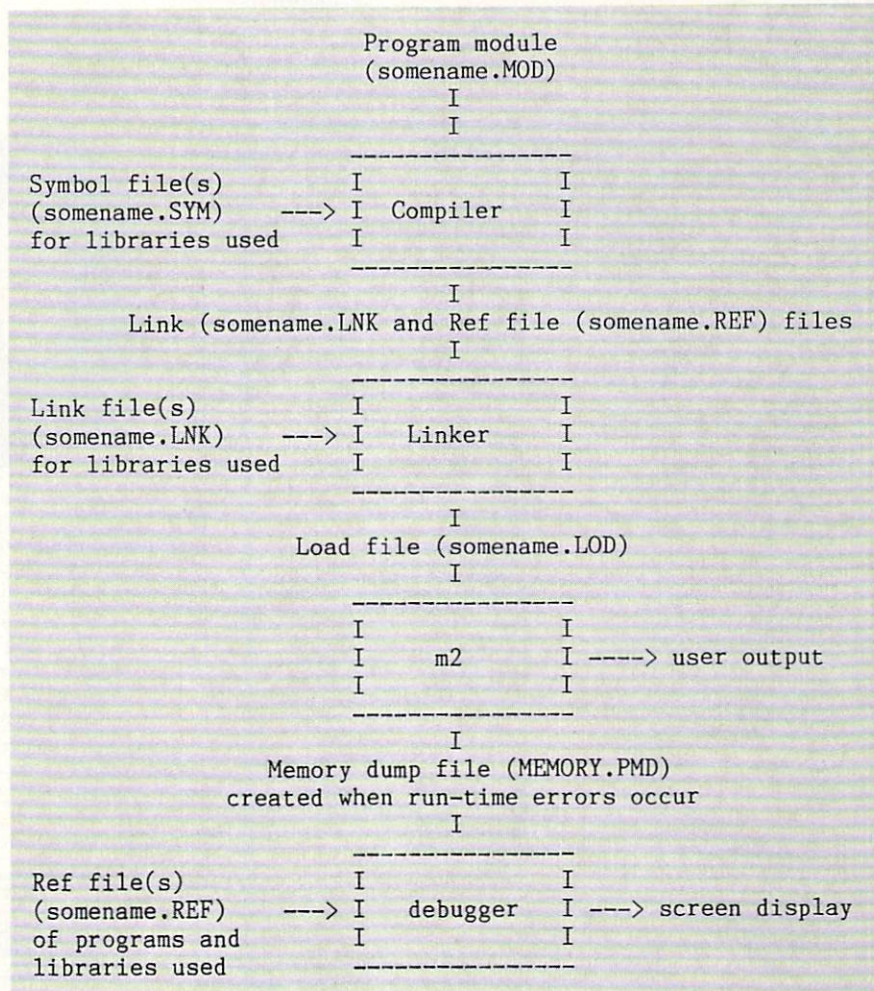 Program module
(somename.MOD)
I
I
----------------
Symbol file(s)          I              I
(somename.SYM)    ---> I   Compiler   I
for libraries used      I              I
----------------
I
Link (somename.LNK and Ref file (somename.REF) files
I
----------------
Link file(s)            I              I
(somename.LNK)    ---> I    Linker    I
for libraries used      I              I
----------------
I
Load file (somename.LOD)
I
----------------
I              I
I      m2      I ----> user output
I              I
----------------
I
Memory dump file (MEMORY.PMD)
created when run-time errors occur
I
----------------
Ref file(s)             I              I
(somename.REF)    ---> I   debugger   I ---> screen display
of programs and         I              I
libraries used          ----------------